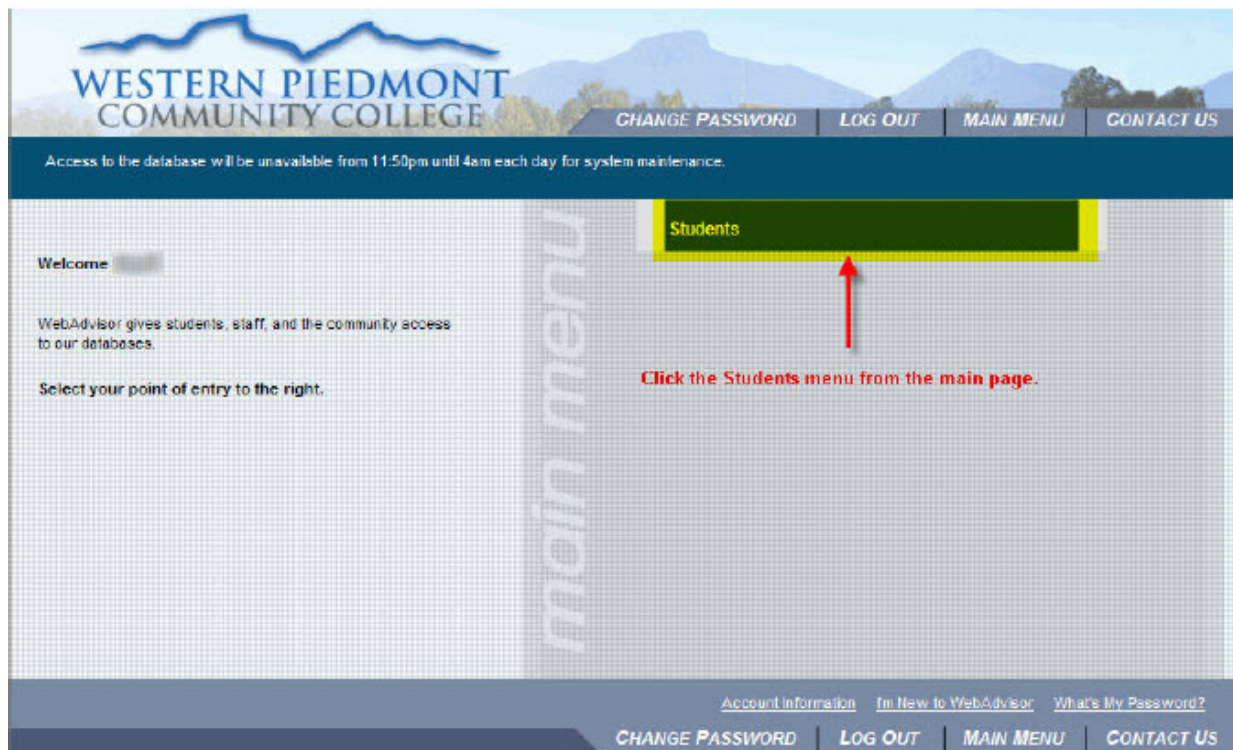 WESTERN PIEDMONT
COMMUNITY COLLEGE
CHANGE PASSWORD LOG OUT MAIN MENU CONTACT US
Access to the database will be unavailable from 11:50pm until 4am each day for system maintenance.
Students
Welcome
WebAdvisor gives students, staff, and the community access
to our databases.
Select your point of entry to the right.
main menu
Click the Students menu from the main page.
Account Information I'm New to WebAdvisor What's My Password?
CHANGE PASSWORD LOG OUT MAIN MENU CONTACT US